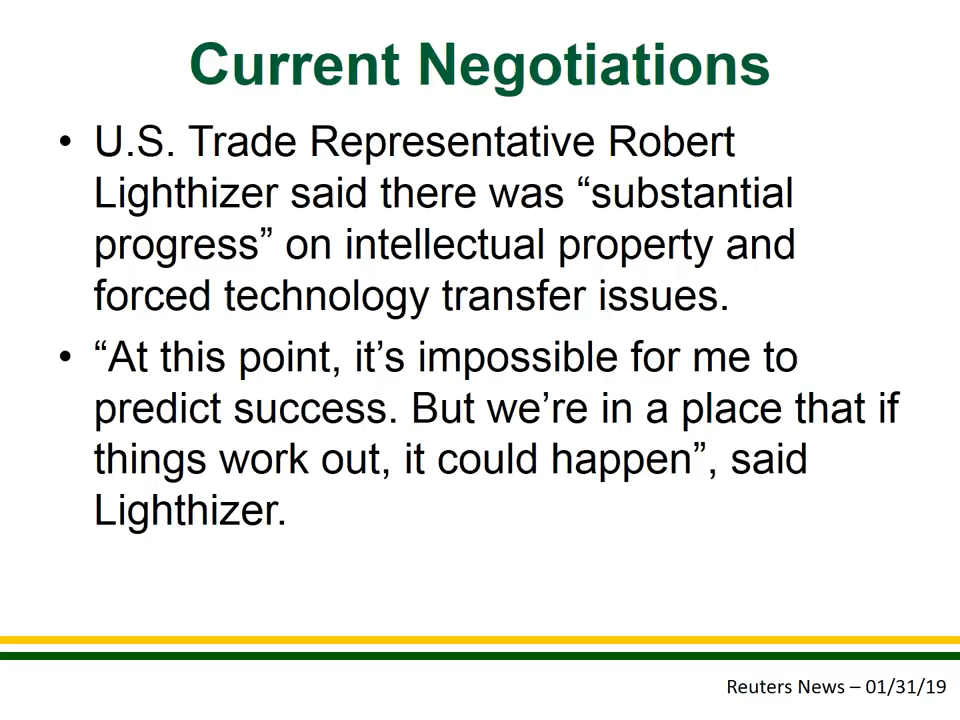 Current Negotiations
• U.S. Trade Representative Robert
Lighthizer said there was “substantial
progress” on intellectual property and
forced technology transfer issues.
• “At this point, it’s impossible for me to
predict success. But we’re in a place that if
things work out, it could happen”, said
Lighthizer.
Reuters News – 01/31/19